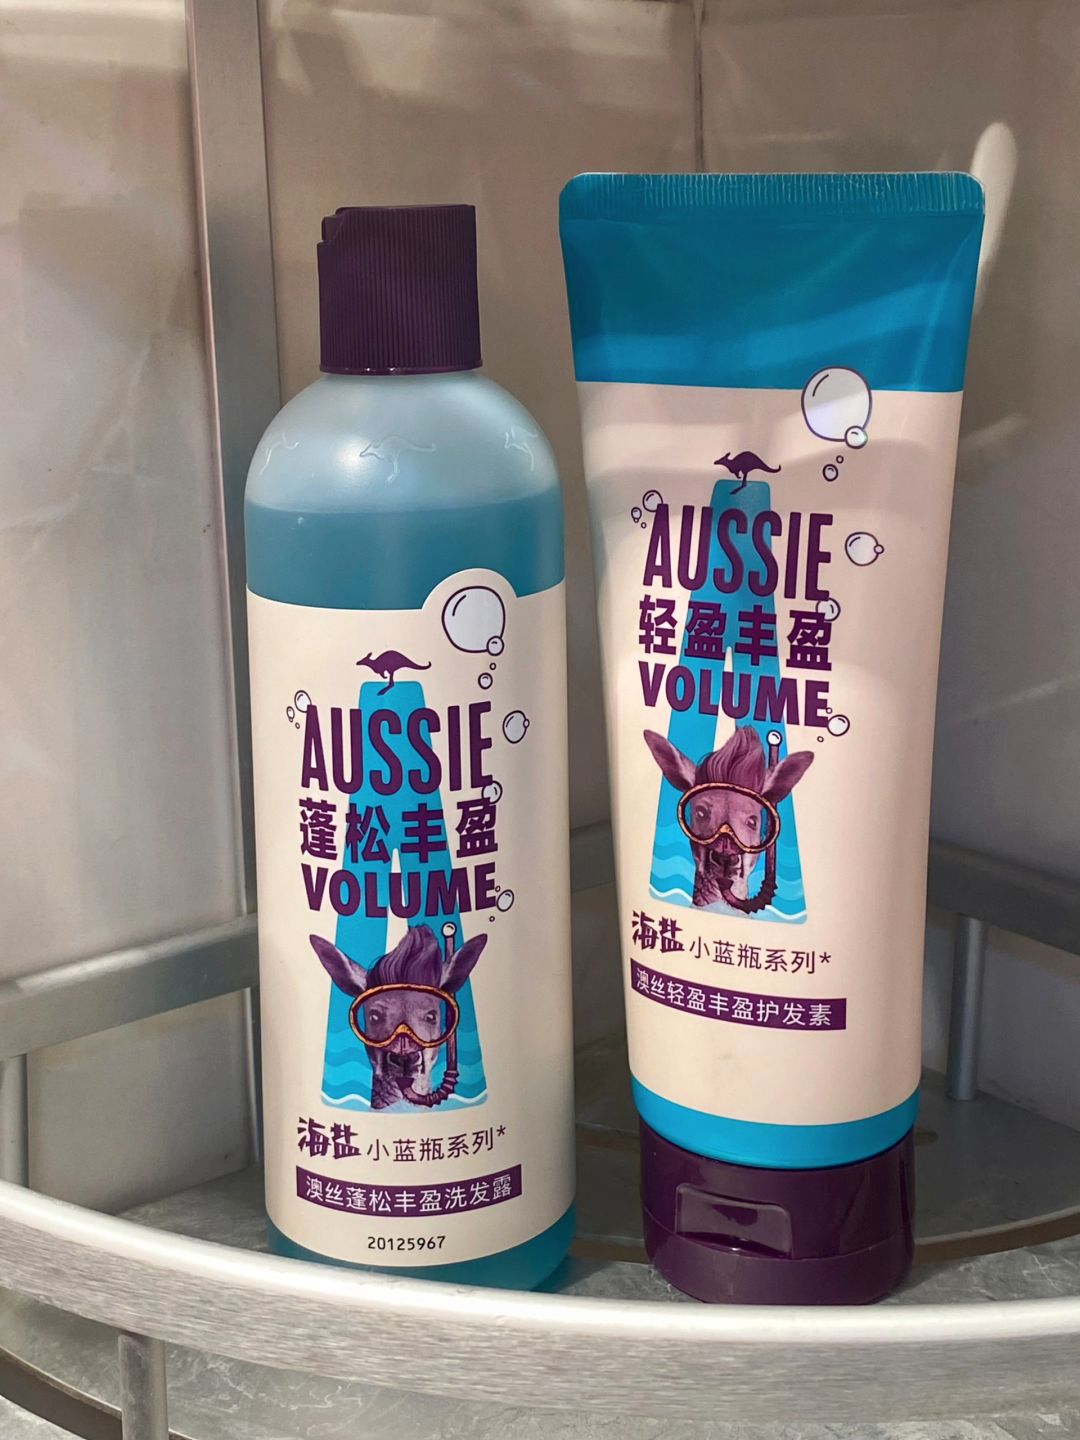 AUSSIE
蓬松丰盈
VOLUME
海盐 小蓝瓶系列*
澳丝蓬松丰盈洗发露
20125967
AUSSIE
轻盈丰盈
VOLUME
海盐 小蓝瓶系列*
澳丝轻盈丰盈护发素